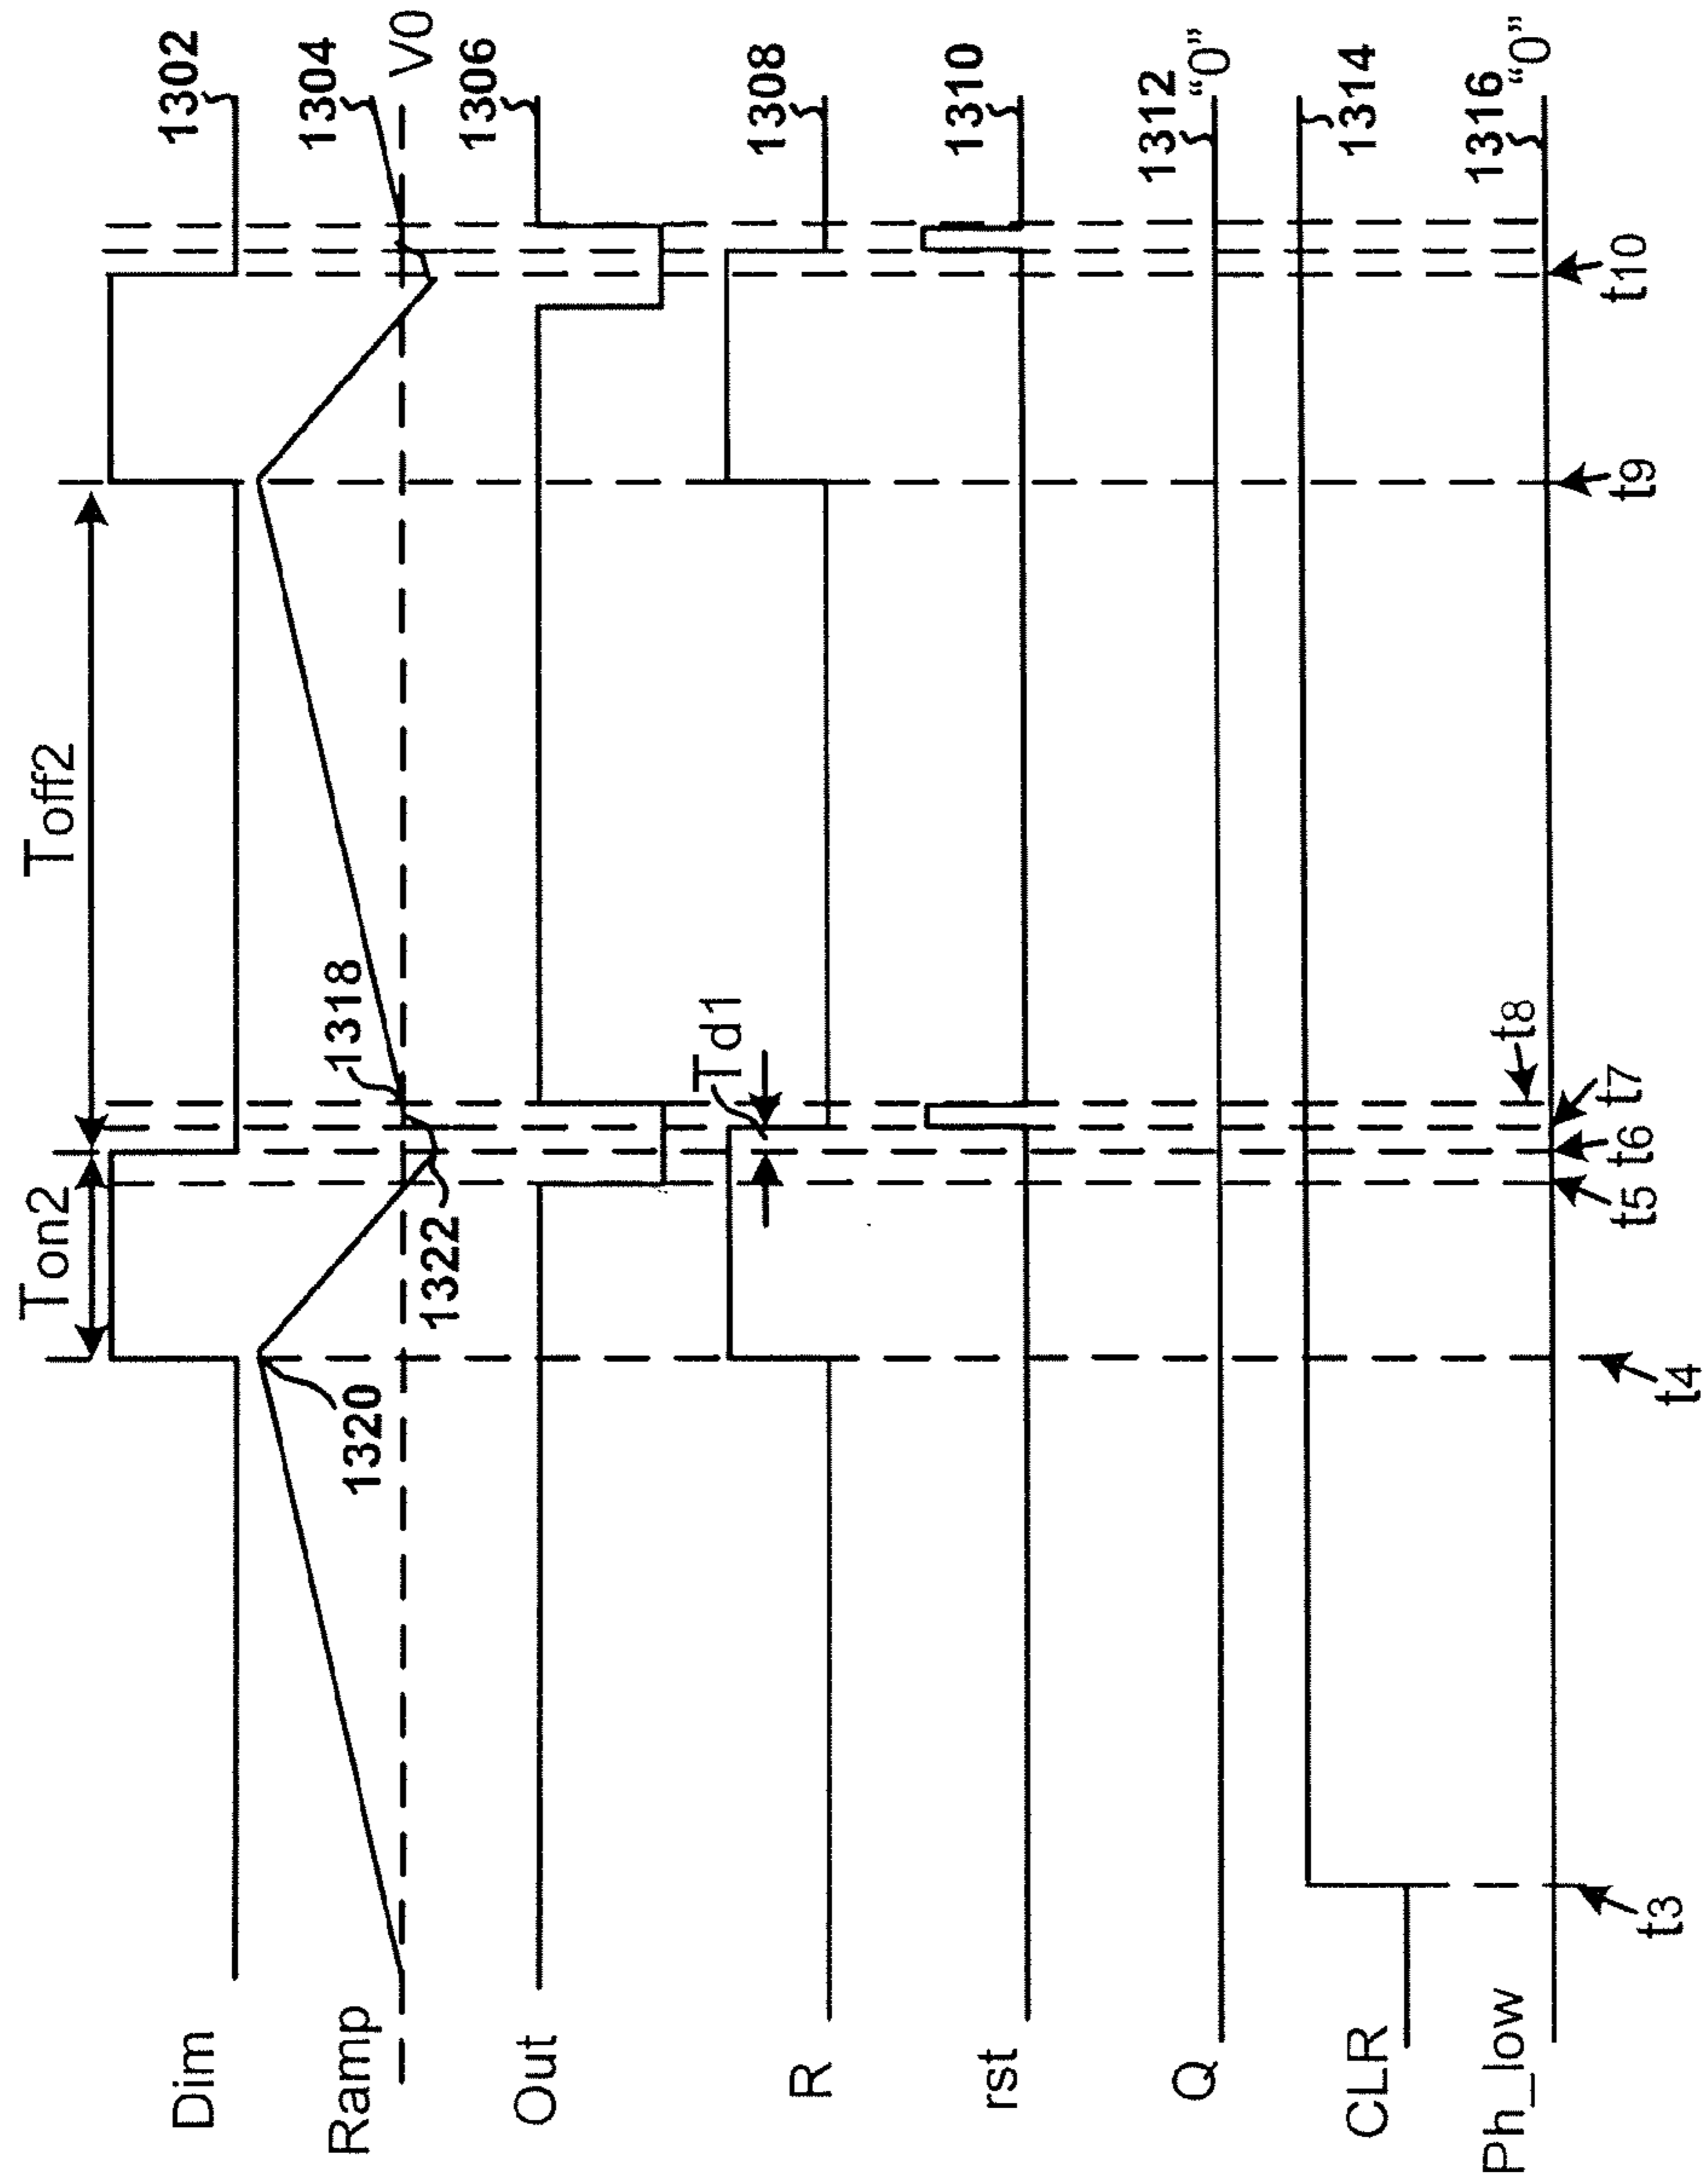 Ton2
Toff2
Dim
1302
Ramp
1320
1322
1318
1304
V0
Out
1306
R
Td1
1308
rst
1310
Q
1312
"0"
CLR
1314
Ph_low
1316
"0"
t3
t4
t5
t6
t7
t8
t9
t10